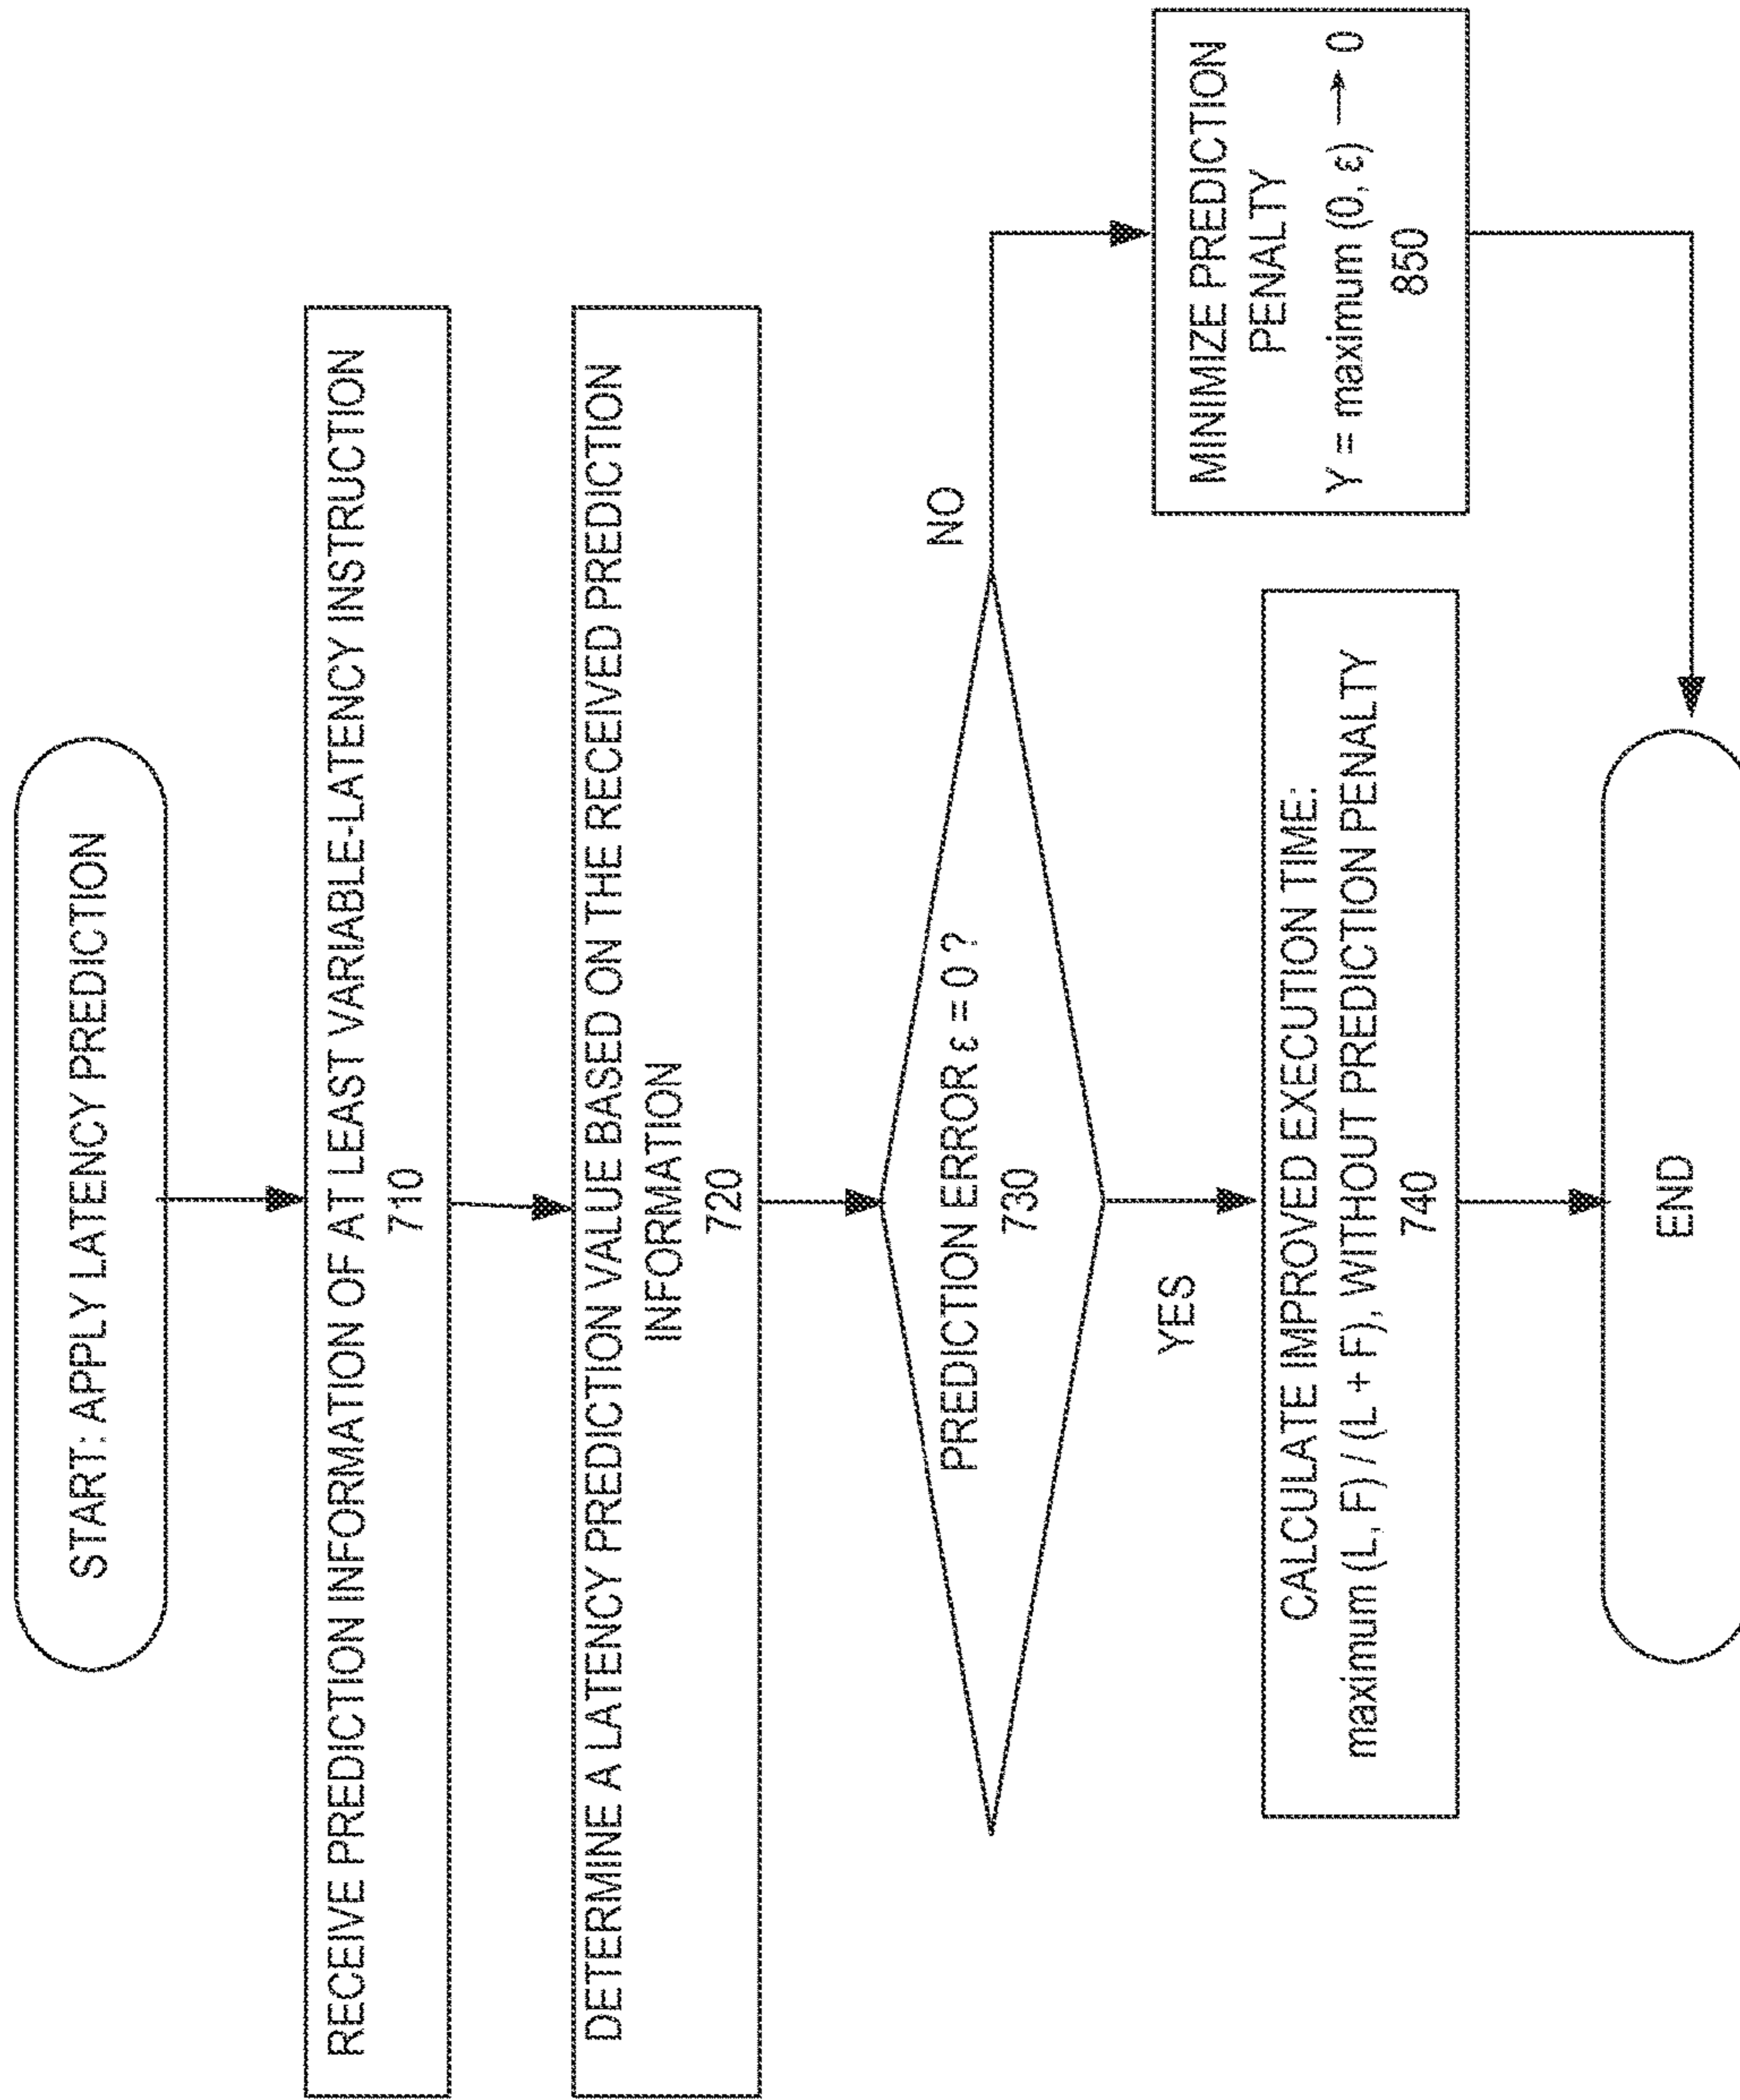 START: APPLY LATENCY PREDICTION
RECEIVE PREDICTION INFORMATION OF AT LEAST VARIABLE-LATENCY INSTRUCTION
710
DETERMINE A LATENCY PREDICTION VALUE BASED ON THE RECEIVED PREDICTION
INFORMATION
720
PREDICTION ERROR ε = 0 ?
730
NO
YES
MINIMIZE PREDICTION
PENALTY
Y = maximum (0, ε) → 0
850
CALCULATE IMPROVED EXECUTION TIME:
maximum (L, F) / (L + F), WITHOUT PREDICTION PENALTY
740
END